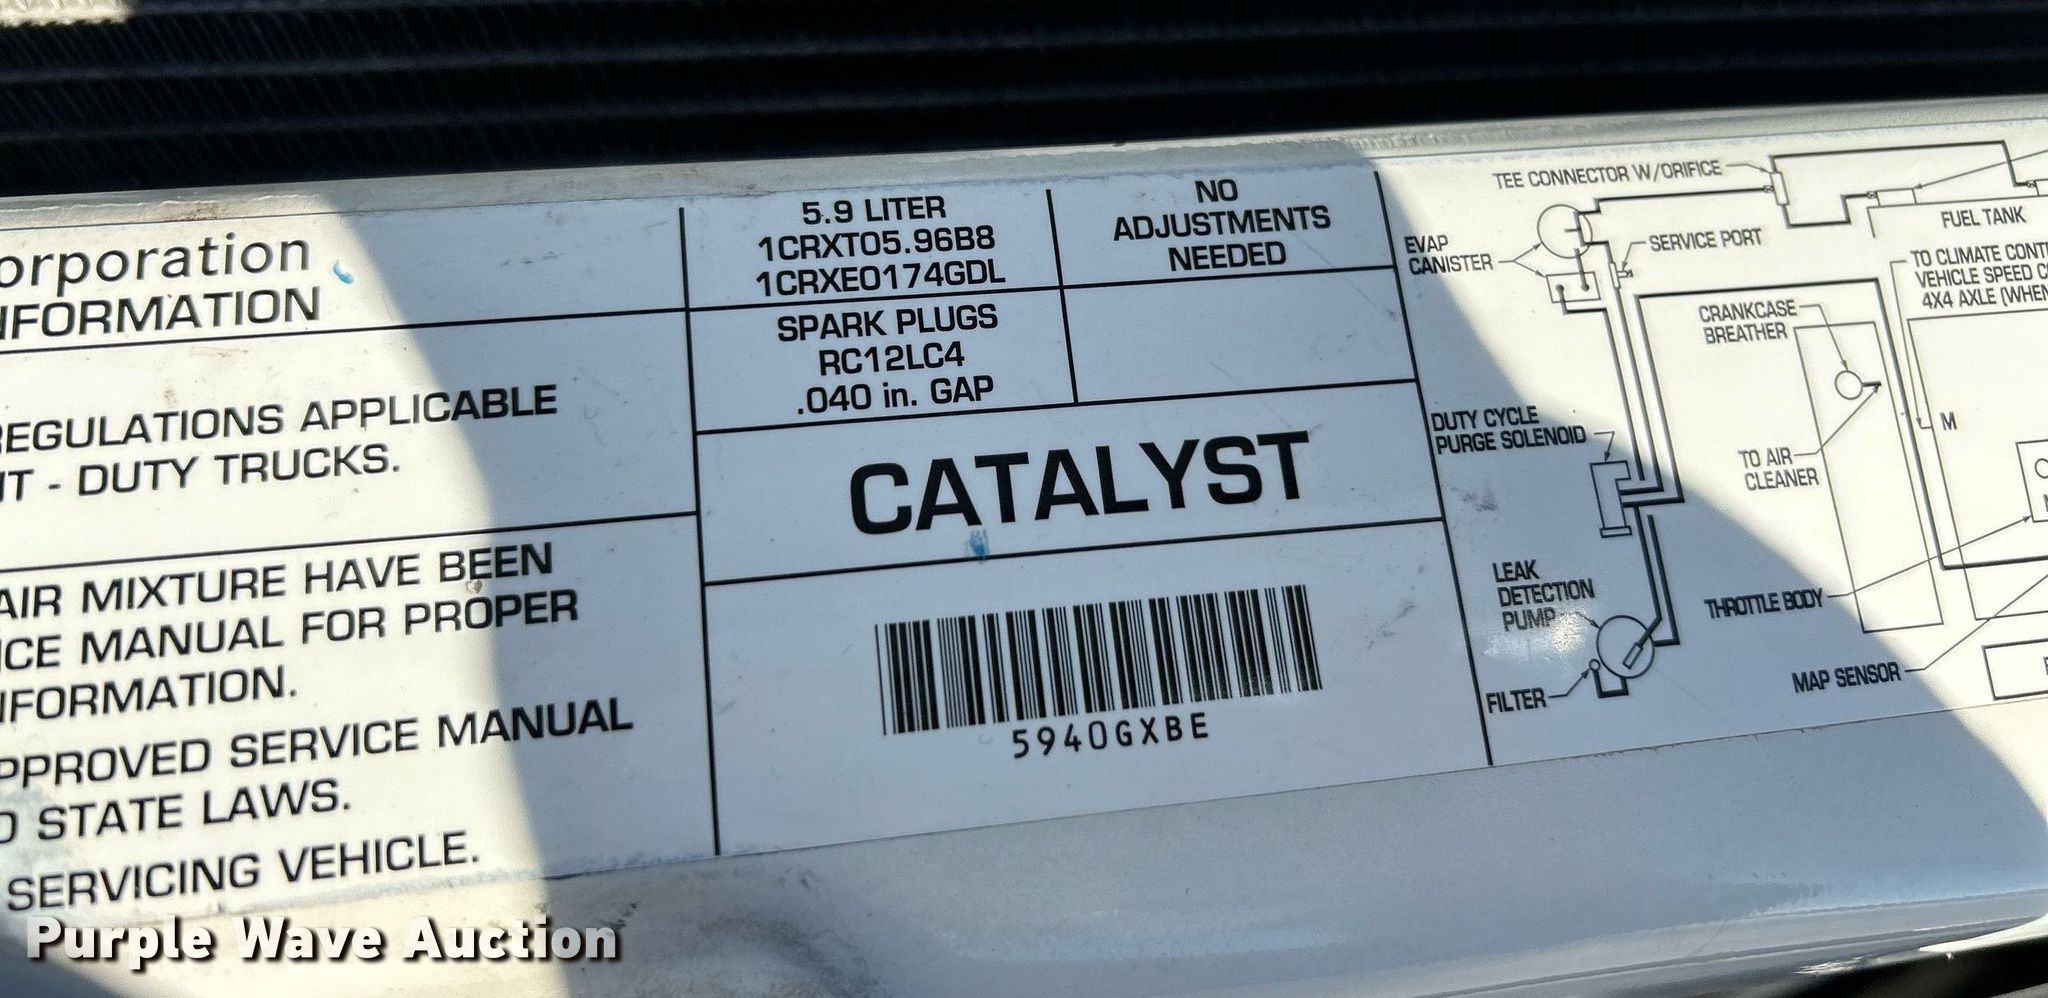 orporation
NFORMATION
REGULATIONS APPLICABLE
HT - DUTY TRUCKS.
AIR MIXTURE HAVE BEEN
ICE MANUAL FOR PROPER
NFORMATION.
PPROVED SERVICE MANUAL
D STATE LAWS.
SERVICING VEHICLE.
5.9 LITER
1CRXT05.96B8
1CRXE0174GDL
NO
ADJUSTMENTS
NEEDED
SPARK PLUGS
RC12LC4
.040 in. GAP
CATALYST
5940GXBE
TEE CONNECTOR W/ORIFICE
FUEL TANK
EVAP
CANISTER
SERVICE PORT
TO CLIMATE CONT
VEHICLE SPEED C
4X4 AXLE (WHEN
CRANKCASE
BREATHER
DUTY CYCLE
PURGE SOLENOID
M
TO AIR
CLEANER
LEAK
DETECTION
PUMP
THROTTLE BODY
FILTER
MAP SENSOR
Purple Wave Auction